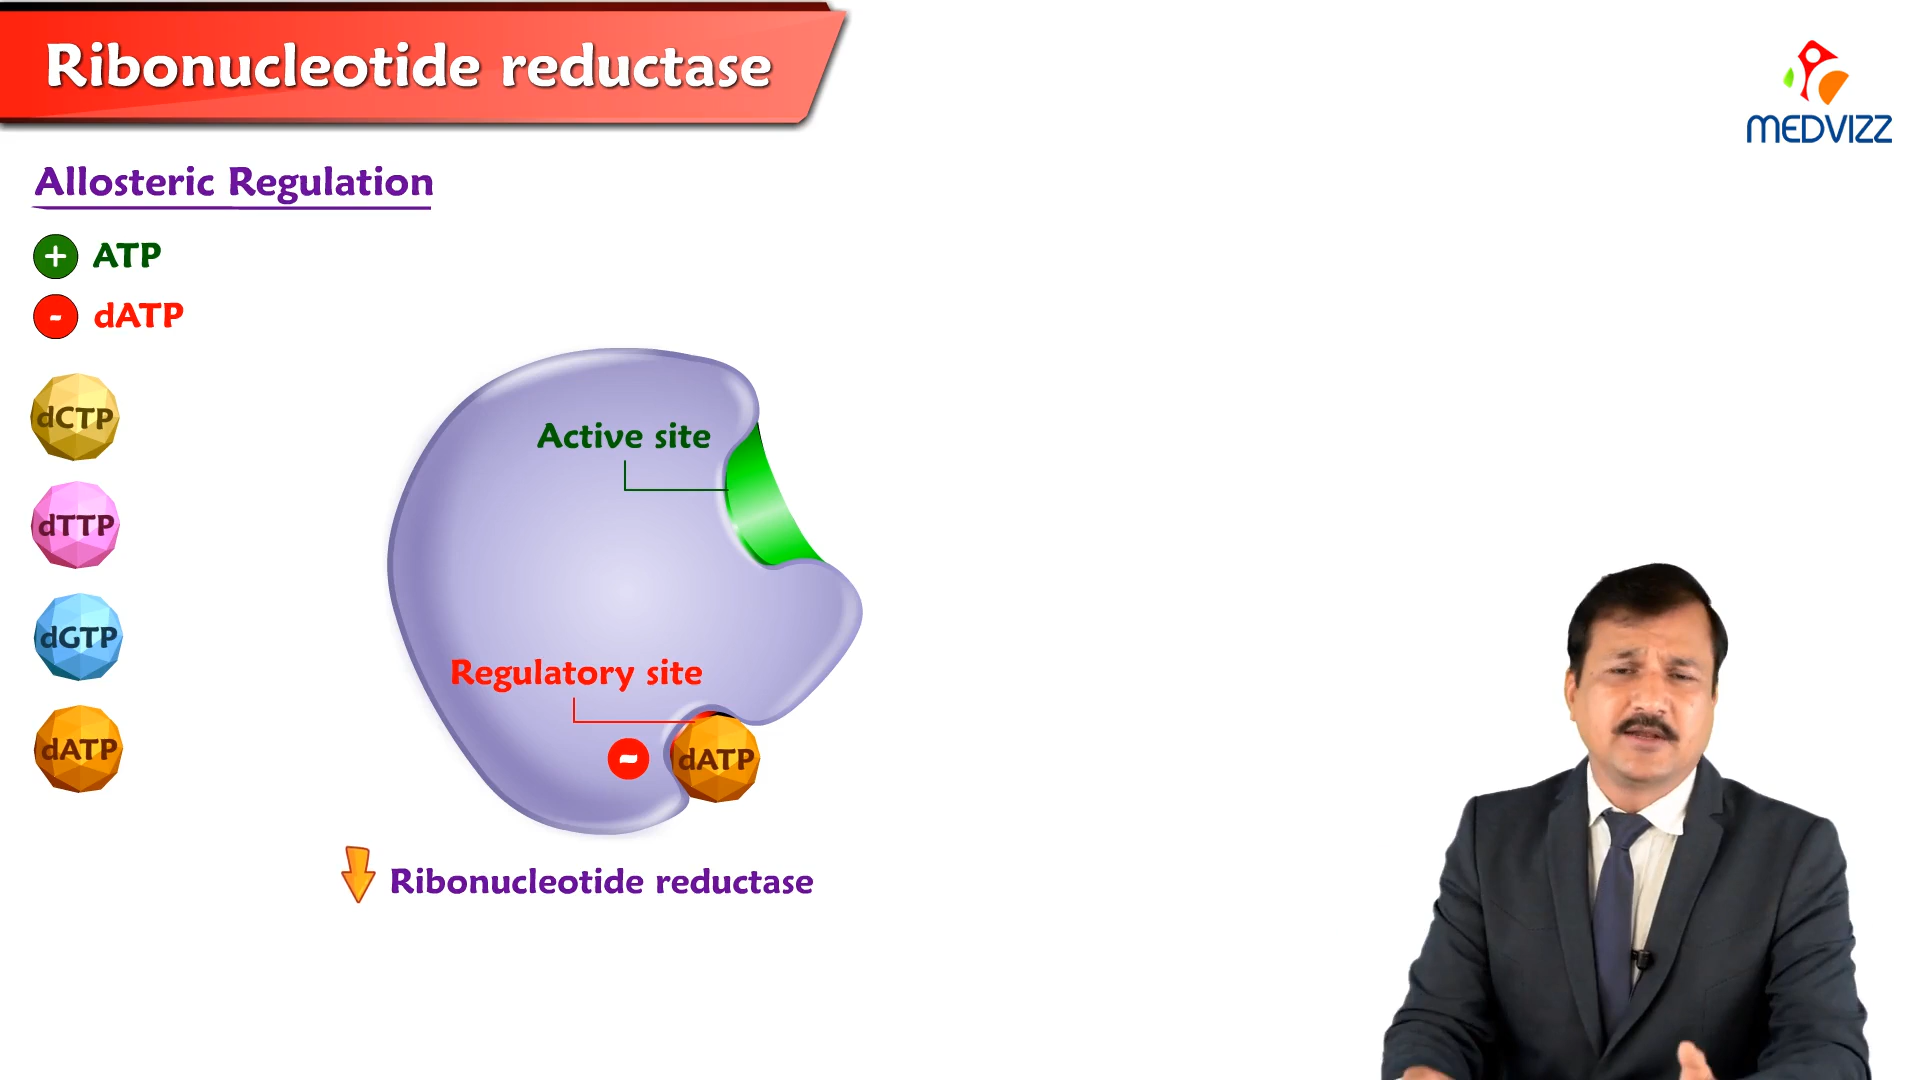 Ribonucleotide reductase
MEDVIZZ
Allosteric Regulation
+ ATP
- dATP
dCTP
dTTP
dGTP
dATP
Active site
Regulatory site
- dATP
Ribonucleotide reductase